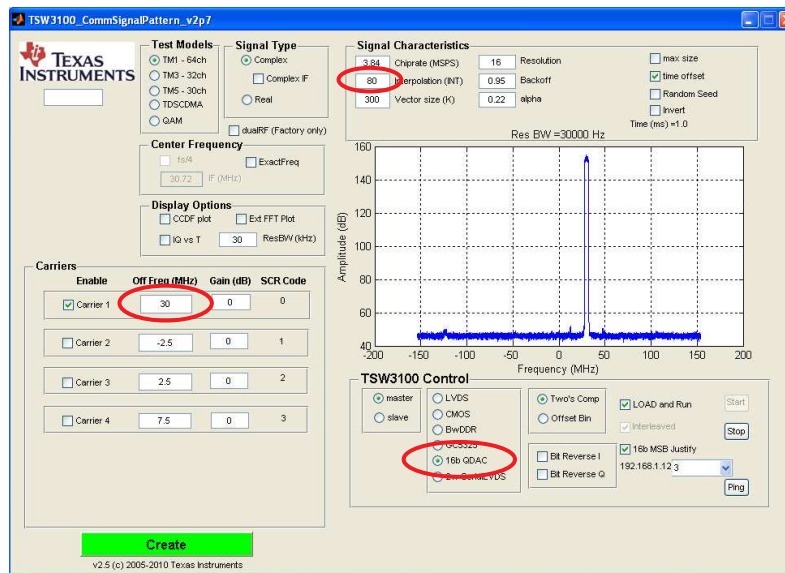 TSW3100_CommSignalPattern_v2p7
TEXAS
INSTRUMENTS
Test Models
TM1 - 64ch
TM3 - 32ch
TM5 - 30ch
TDSCDMA
QAM
Signal Type
Complex
Complex IF
Real
dualRF (Factory only)
Center Frequency
fs/4
ExactFreq
30.72 IF (MHz)
Display Options
CCDF plot
Ext FFT Plot
IQ vs T
30 ResBW (kHz)
Signal Characteristics
3.84 Chiprate (MSPS) 16 Resolution
80 Interpolation (INT) 0.95 Backoff
300 Vector size (K) 0.22 alpha
max size
time offset
Random Seed
Invert
Time (ms) =1.0
Res BW =30000 Hz
Amplitude (dB)
160
140
120
100
80
60
40
-200 -150 -100 -50 0 50 100 150 200
Frequency (MHz)
Carriers
Enable Off Freq (MHz) Gain (dB) SCR Code
Carrier 1 30 0 0
Carrier 2 -2.5 0 1
Carrier 3 2.5 0 2
Carrier 4 7.5 0 3
TSW3100 Control
master
slave
LVDS
CMOS
BwDDR
GC5325
16b QDAC
Two's Comp
Offset Bin
Bit Reverse I
Bit Reverse Q
LOAD and Run
Interleaved
16b MSB Justify
192.168.1.12 3
Start
Stop
Ping
Create
v2.5 (c) 2005-2010 Texas Instruments